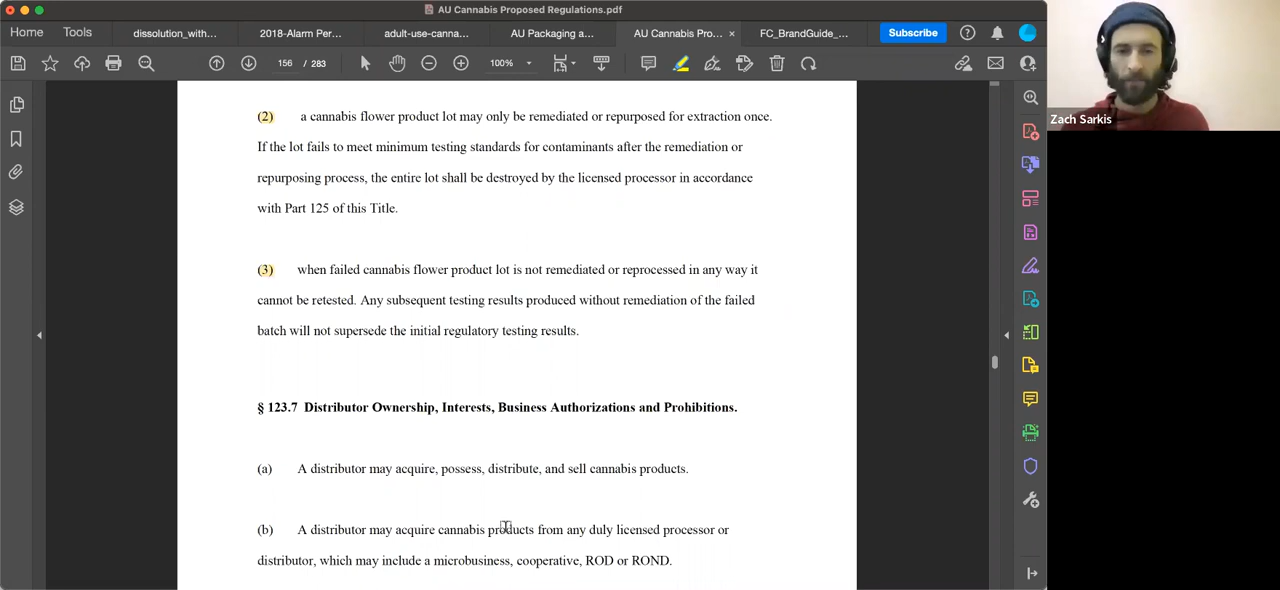 AU Cannabis Proposed Regulations.pdf
Home Tools dissolution_with... 2018-Alarm Per... adult-use-canna... AU Packaging a... AU Cannabis Pro... × FC_BrandGuide_... Subscribe
156 / 283 100%
Zach Sarkis
(2) a cannabis flower product lot may only be remediated or repurposed for extraction once.
If the lot fails to meet minimum testing standards for contaminants after the remediation or
repurposing process, the entire lot shall be destroyed by the licensed processor in accordance
with Part 125 of this Title.
(3) when failed cannabis flower product lot is not remediated or reprocessed in any way it
cannot be retested. Any subsequent testing results produced without remediation of the failed
batch will not supersede the initial regulatory testing results.
§ 123.7 Distributor Ownership, Interests, Business Authorizations and Prohibitions.
(a) A distributor may acquire, possess, distribute, and sell cannabis products.
(b) A distributor may acquire cannabis products from any duly licensed processor or
distributor, which may include a microbusiness, cooperative, ROD or ROND.